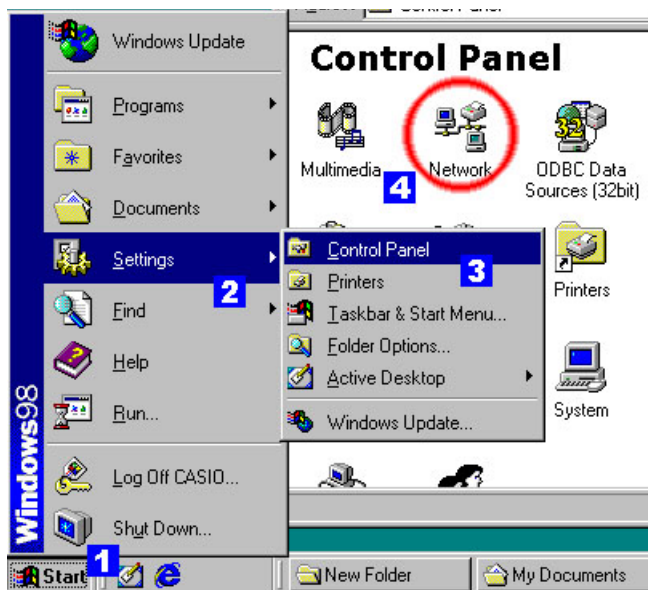 Windows98
Windows Update
Programs
Favorites
Documents
Settings
2
Find
Help
Run...
Log Off CASIO...
Shut Down...
1
Start
Control Panel
Multimedia
4
Network
32
ODBC Data
Sources (32bit)
Control Panel
3
Printers
Taskbar & Start Menu...
Folder Options...
Active Desktop
Windows Update...
Printers
System
New Folder
My Documents